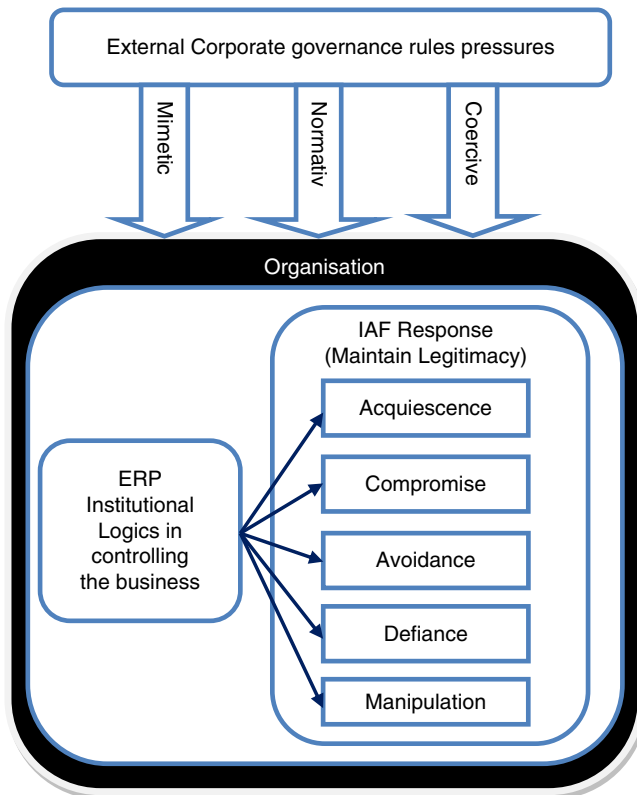 External Corporate governance rules pressures
Mimetic
Normativ
Coercive
Organisation
IAF Response
(Maintain Legitimacy)
Acquiescence
ERP
Institutional
Logics in
controlling
the business
Compromise
Avoidance
Defiance
Manipulation